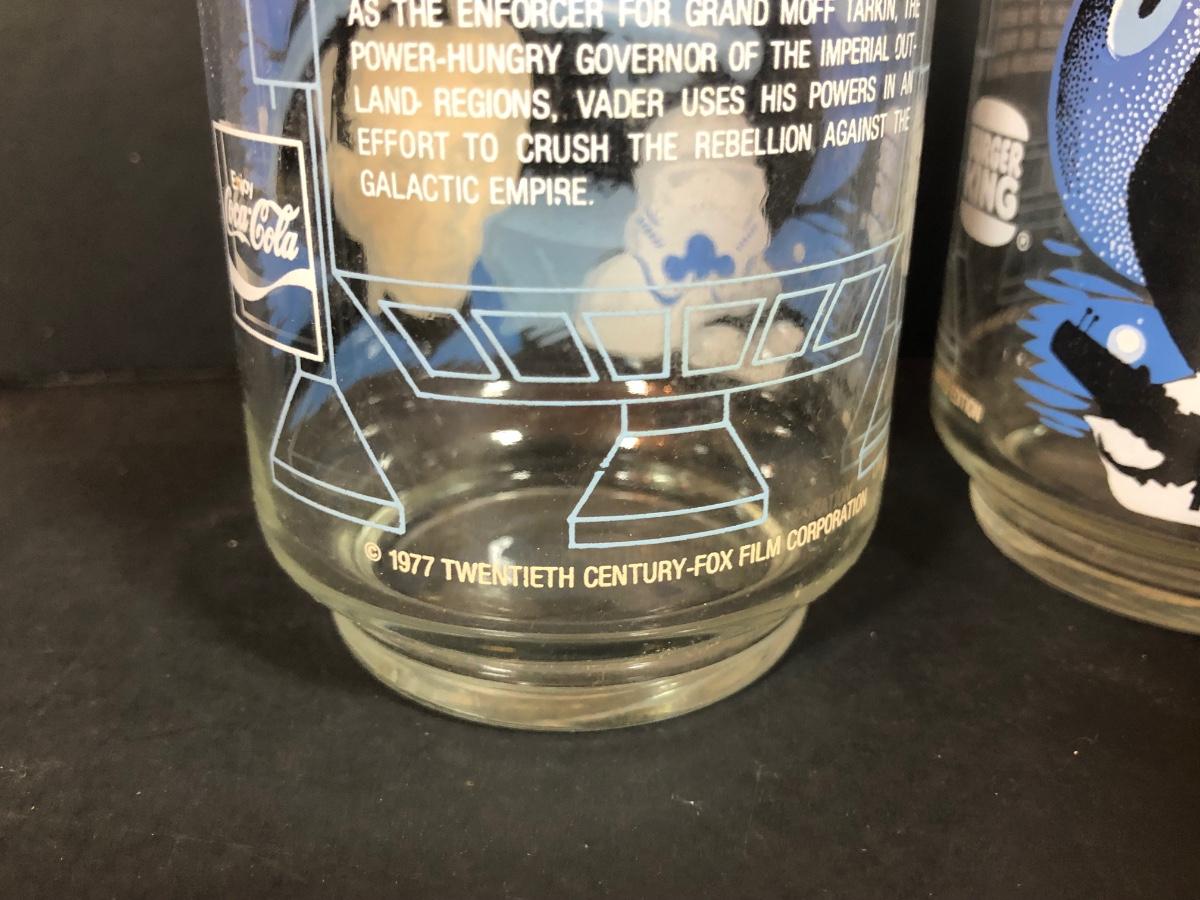 AS THE ENFORCER FOR GRAND MOFF TARKIN, THE
POWER-HUNGRY GOVERNOR OF THE IMPERIAL OUT-
LAND REGIONS, VADER USES HIS POWERS IN AN
EFFORT TO CRUSH THE REBELLION AGAINST THE
GALACTIC EMPIRE.
Enjoy
Coca-Cola
© 1977 TWENTIETH CENTURY-FOX FILM CORPORATION
BURGER
KING
®